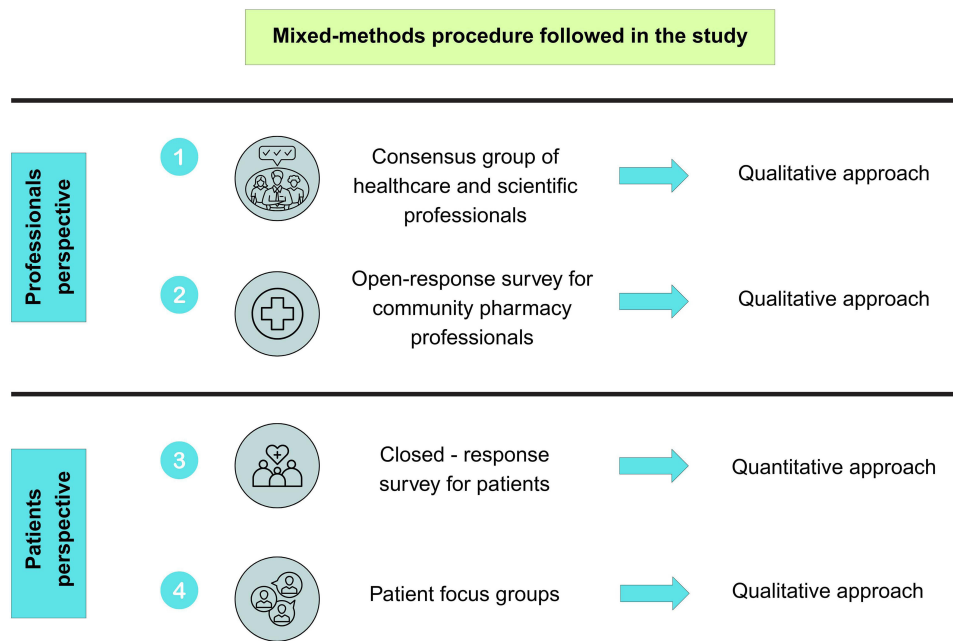 Mixed-methods procedure followed in the study
Professionals
perspective
1
Consensus group of
healthcare and scientific
professionals
Qualitative approach
2
Open-response survey for
community pharmacy
professionals
Qualitative approach
Patients
perspective
3
Closed - response
survey for patients
Quantitative approach
4
Patient focus groups
Qualitative approach